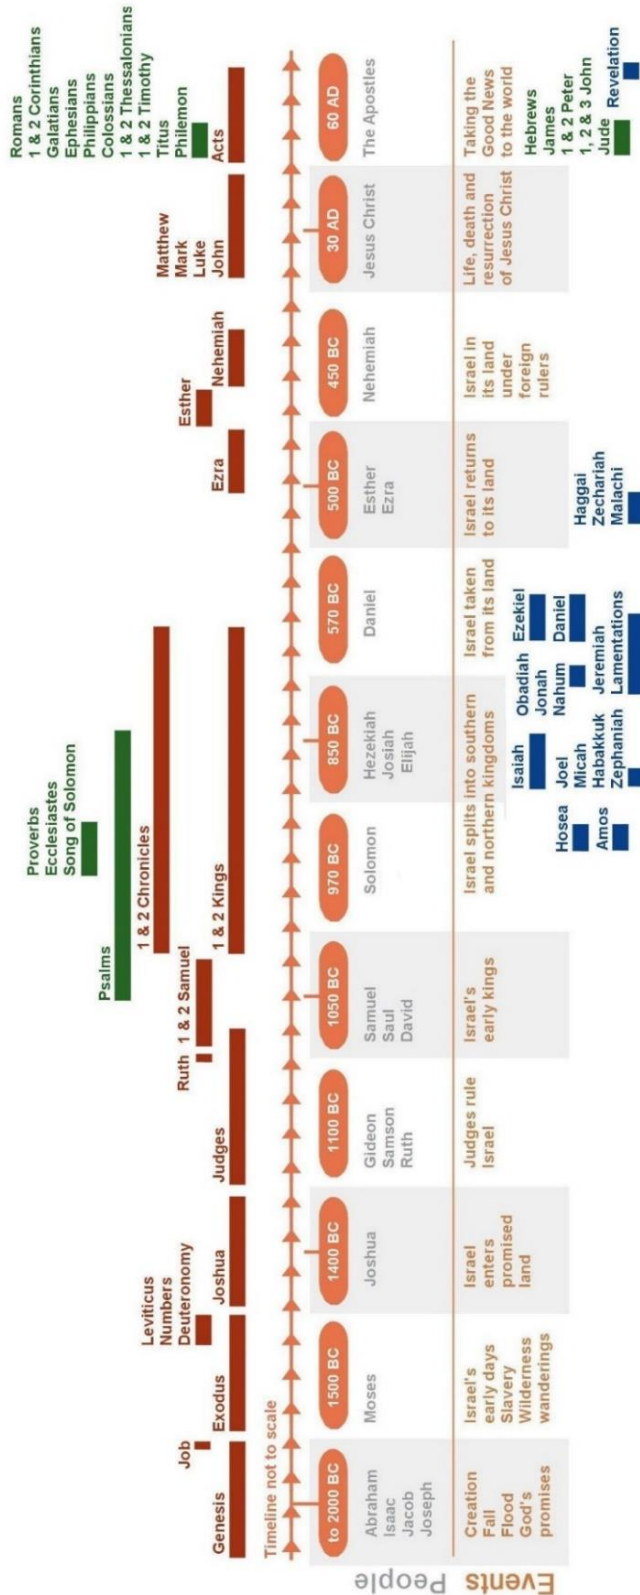 Proverbs
Ecclesiastes
Song of Solomon
Romans
1 & 2 Corinthians
Galatians
Ephesians
Philippians
Colossians
1 & 2 Thessalonians
1 & 2 Timothy
Titus
Philemon
Psalms
1 & 2 Chronicles
Job
Leviticus
Numbers
Deuteronomy
Ruth
1 & 2 Samuel
Esther
Matthew
Mark
Luke
John
Genesis
Exodus
Joshua
Judges
1 & 2 Kings
Ezra
Nehemiah
Acts
Timeline not to scale
to 2000 BC
1500 BC
1400 BC
1100 BC
1050 BC
970 BC
850 BC
570 BC
500 BC
450 BC
30 AD
60 AD
People
Abraham
Isaac
Jacob
Joseph
Moses
Joshua
Gideon
Samson
Ruth
Samuel
Saul
David
Solomon
Hezekiah
Josiah
Elijah
Daniel
Esther
Ezra
Nehemiah
Jesus Christ
The Apostles
Events
Creation
Fall
Flood
God's
promises
Israel's
early days
Slavery
Wilderness
wanderings
Israel
enters
promised
land
Judges rule
Israel
Israel's
early kings
Israel splits into southern
and northern kingdoms
Israel taken
from its land
Israel returns
to its land
Israel in
its land
under
foreign
rulers
Life, death and
resurrection
of Jesus Christ
Taking the
Good News
to the world
Hosea
Amos
Isaiah
Joel
Micah
Habakkuk
Zephaniah
Obadiah
Jonah
Nahum
Jeremiah
Lamentations
Ezekiel
Daniel
Haggai
Zechariah
Malachi
Hebrews
James
1 & 2 Peter
1, 2 & 3 John
Jude
Revelation